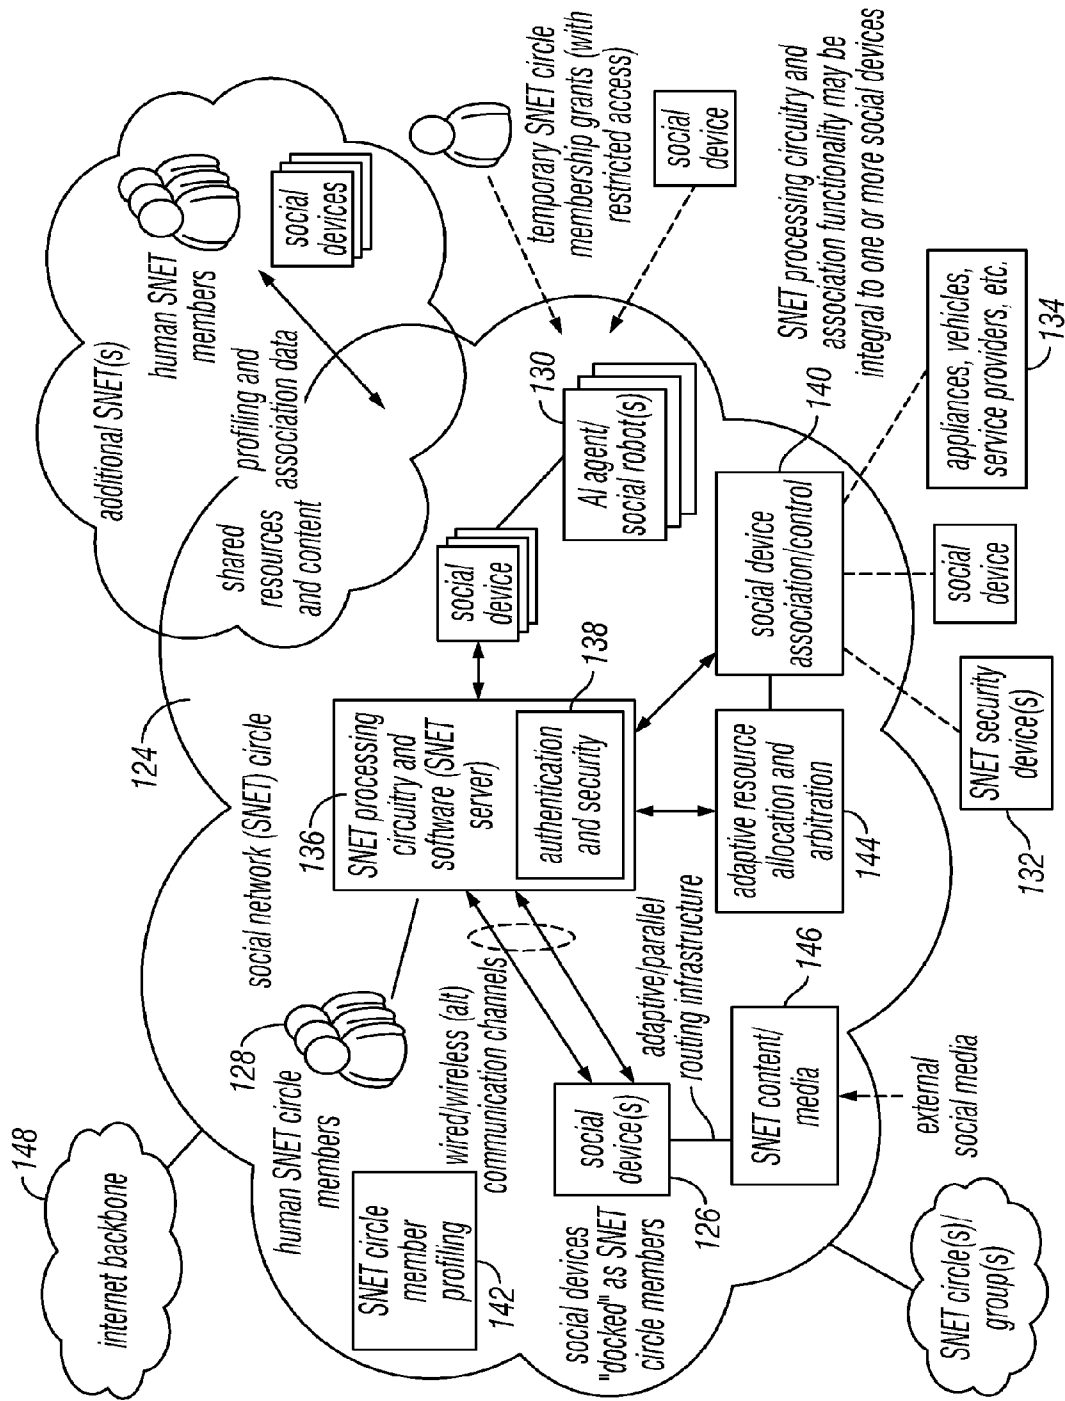 148
internet backbone
124
social network (SNET) circle
additional SNET(s)
human SNET
members
social
devices
profiling and
association data
shared
resources
and content
temporary SNET circle
membership grants (with
restricted access)
social
device
128
human SNET circle
members
136
SNET processing
circuitry and
software (SNET
server)
138
authentication
and security
social
device
130
AI agent/
social robot(s)
SNET processing circuitry and
association functionality may be
integral to one or more social devices
SNET circle
member
profiling
142
wired/wireless (alt)
communication channels
adaptive/parallel
routing infrastructure
adaptive resource
allocation and
arbitration
144
social device
association/control
140
social devices
"docked" as SNET
circle members
social
device(s)
126
SNET content/
media
146
external
social media
SNET circle(s)/
group(s)
SNET security
device(s)
132
social
device
appliances, vehicles,
service providers, etc.
134